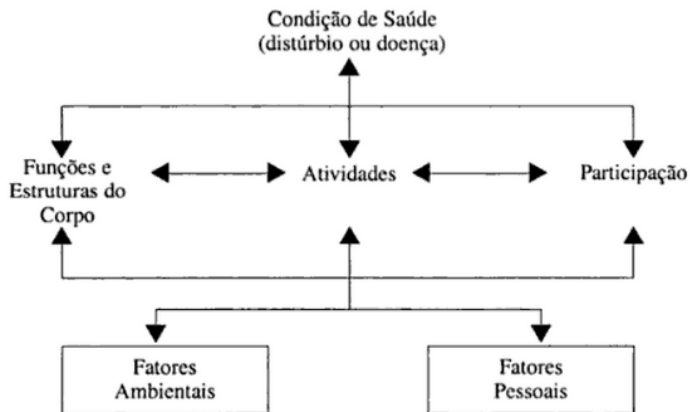 Condição de Saúde
(distúrbio ou doença)
Funções e
Estruturas do
Corpo
Atividades
Participação
Fatores
Ambientais
Fatores
Pessoais